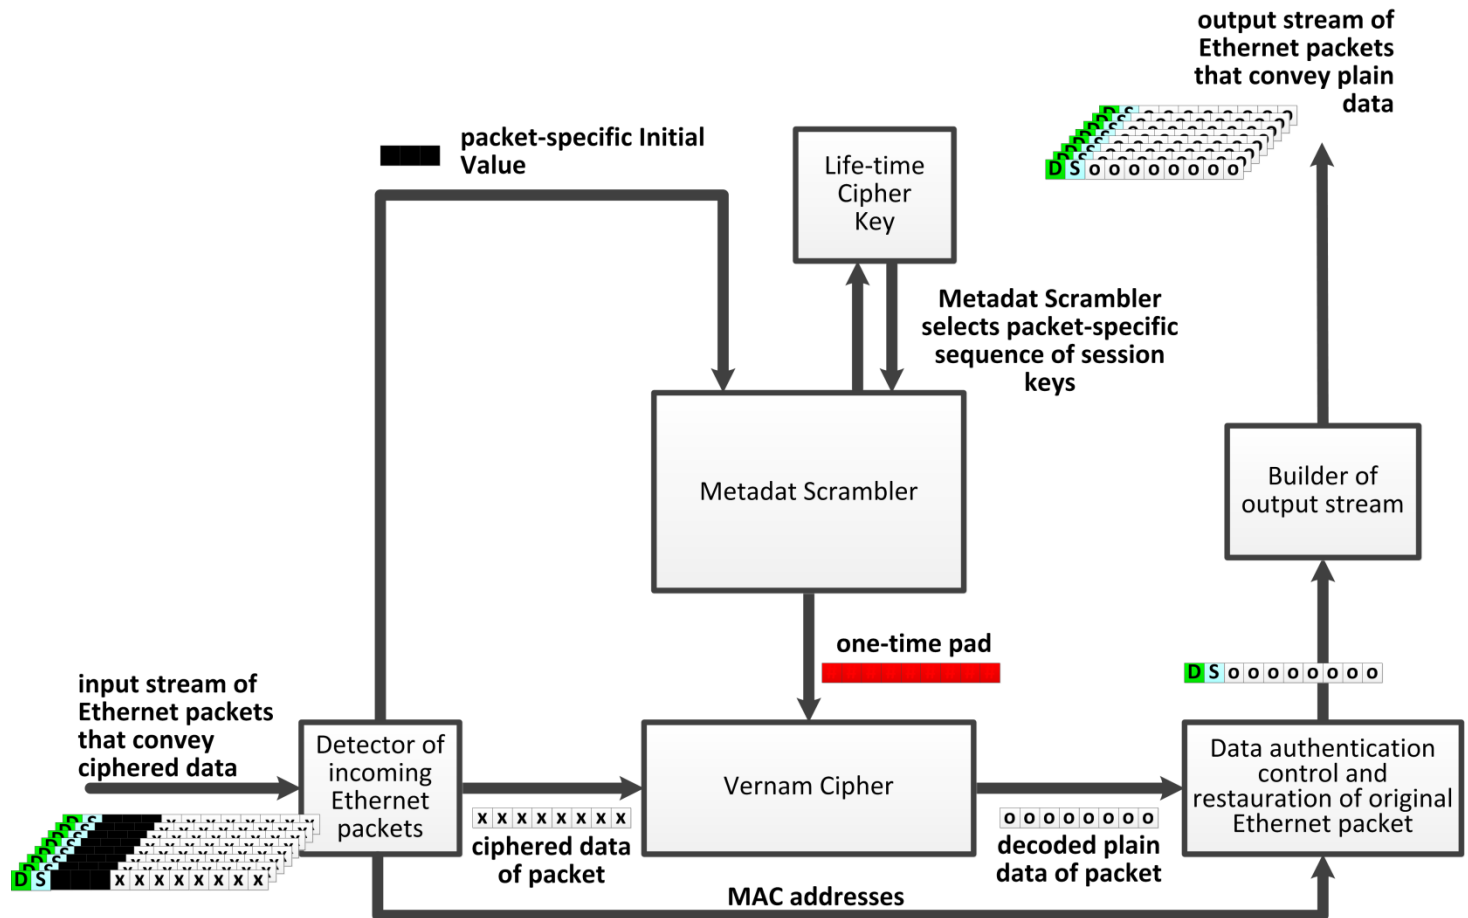 output stream of
Ethernet packets
that convey plain
data
D S o o o o o o o o
packet-specific Initial
Value
Life-time
Cipher
Key
Metadat Scrambler
selects packet-specific
sequence of session
keys
Metadat Scrambler
Builder of
output stream
one-time pad
D S o o o o o o o o
input stream of
Ethernet packets
that convey
ciphered data
Detector of
incoming
Ethernet
packets
D S x x x x x x x x
x x x x x x x x
ciphered data
of packet
Vernam Cipher
o o o o o o o o
decoded plain
data of packet
Data authentication
control and
restauration of original
Ethernet packet
MAC addresses